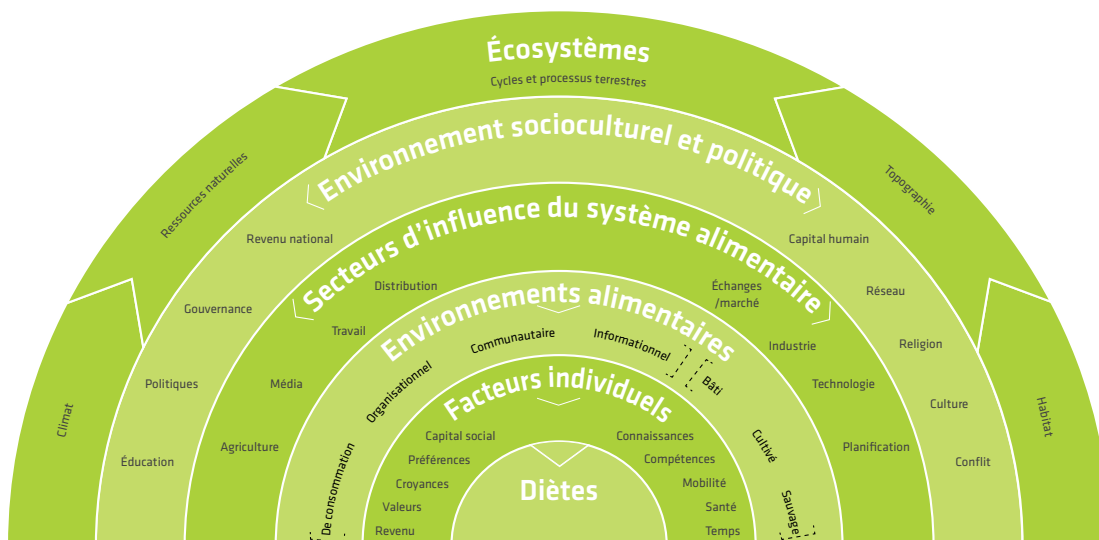 Écosystèmes
Cycles et processus terrestres
Ressources naturelles
Topographie
Climat
Habitat
Environnement socioculturel et politique
Revenu national
Capital humain
Gouvernance
Réseau
Politiques
Religion
Éducation
Culture
Conflit
Secteurs d’influence du système alimentaire
Distribution
Échanges
/marché
Travail
Industrie
Média
Technologie
Agriculture
Planification
Environnements alimentaires
Communautaire
Informationnel
Organisationnel
Bâti
De consommation
Cultivé
Sauvage
Facteurs individuels
Capital social
Connaissances
Préférences
Compétences
Croyances
Mobilité
Valeurs
Santé
Revenu
Temps
Diètes